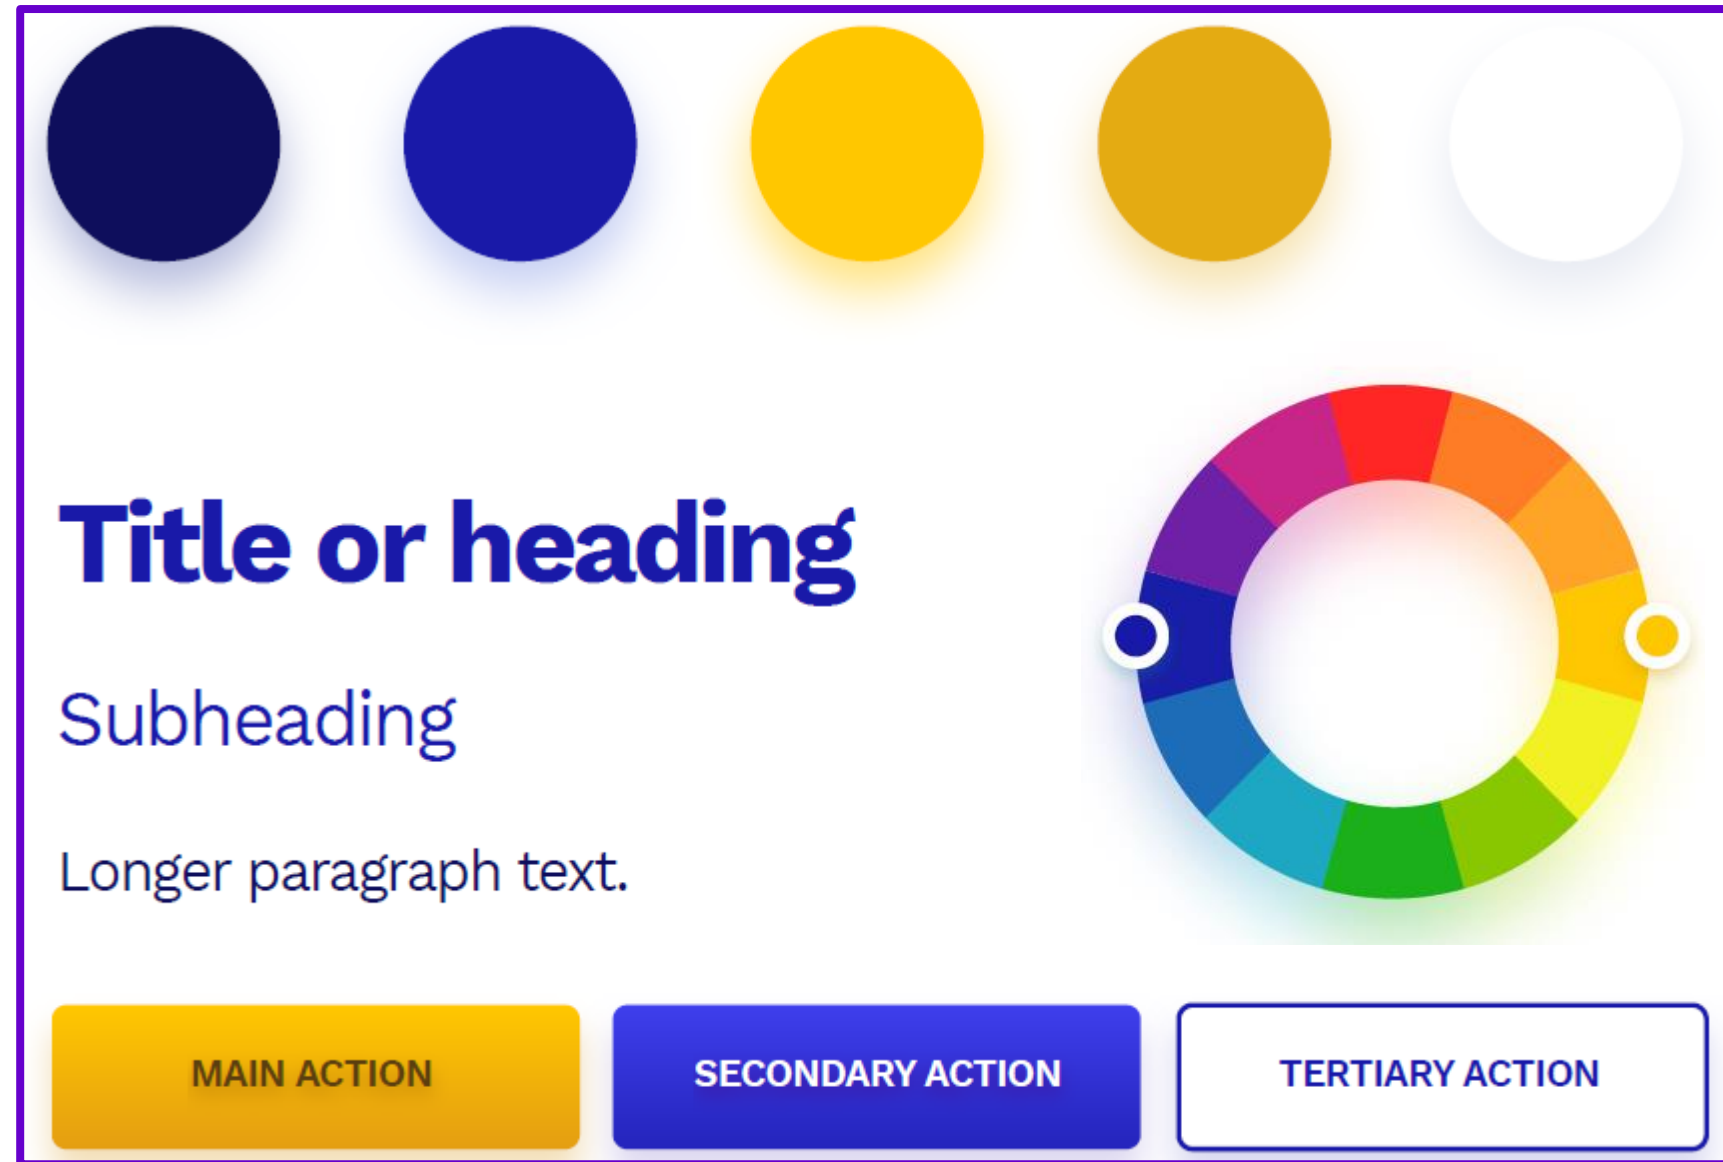 Title or heading
Subheading
Longer paragraph text.
MAIN ACTION
SECONDARY ACTION
TERTIARY ACTION